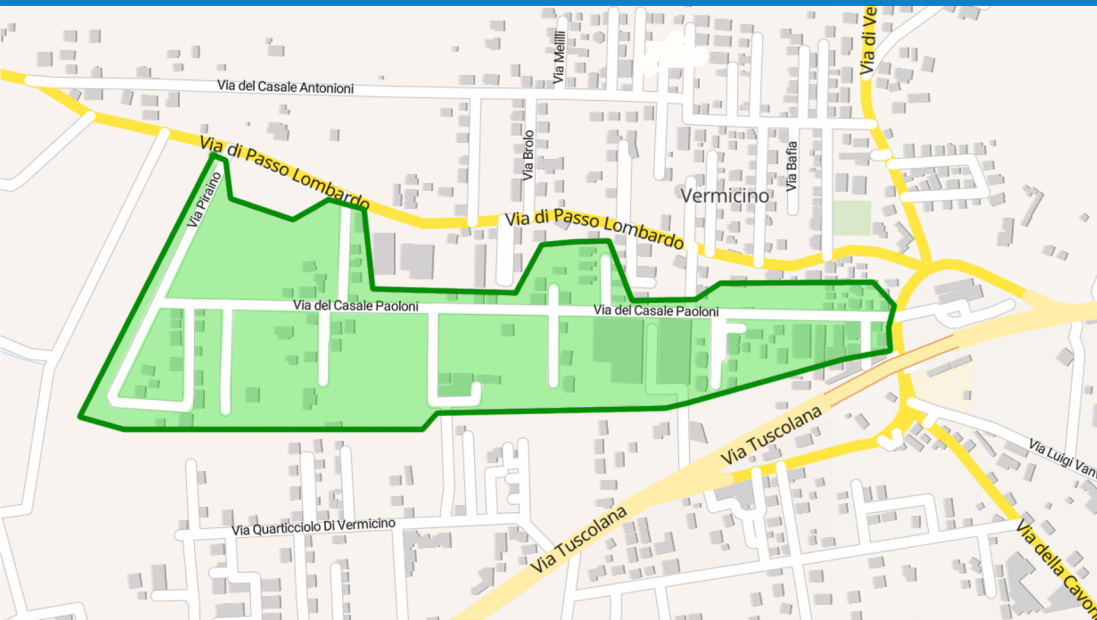 Via di Ve
Via Melilli
Via del Casale Antonioni
Via di Passo Lombardo
Via Brolo
Via Bafia
Via Piraino
Vermicino
Via di Passo Lombardo
Via del Casale Paoloni
Via del Casale Paoloni
Via Tuscolana
Via Luigi Van
Via Tuscolana
Via Quarticciolo Di Vermicino
Via della Cavon